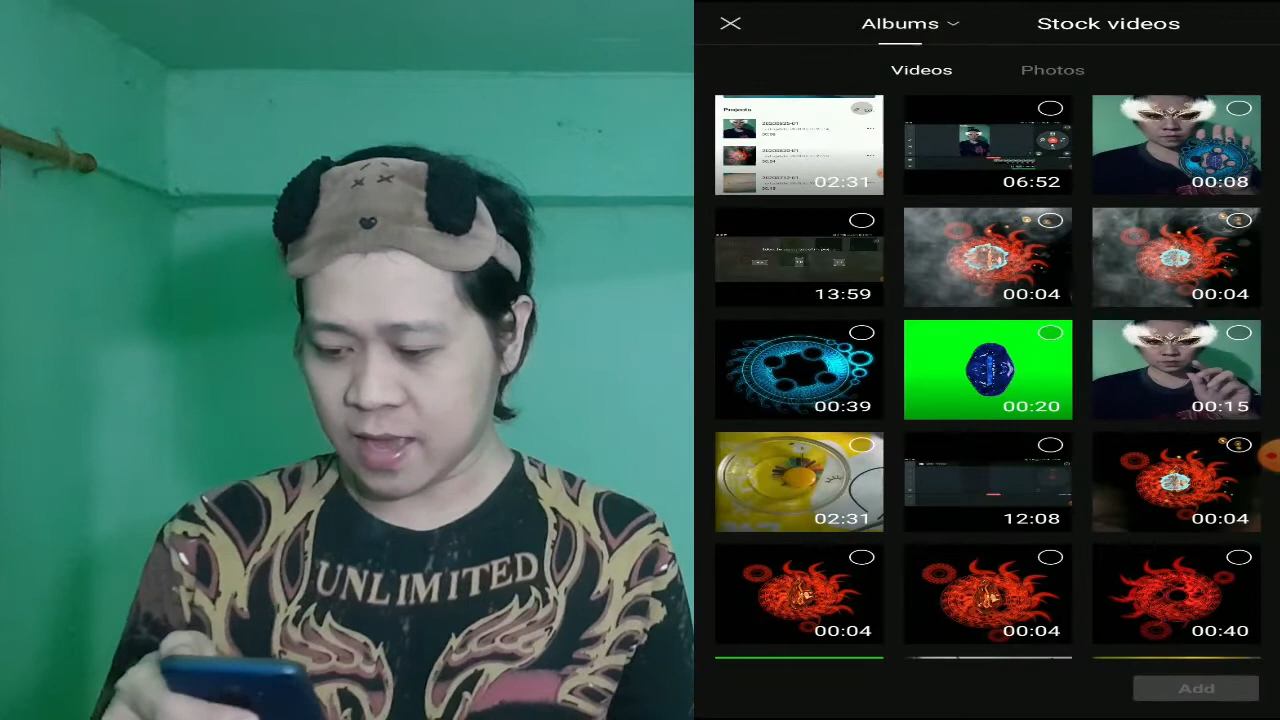 Albums
Stock videos
Videos
Photos
Projects
02:31
06:52
00:08
13:59
00:04
00:04
00:39
00:20
00:15
02:31
12:08
00:04
00:04
00:04
00:40
Add
UNLIMITED